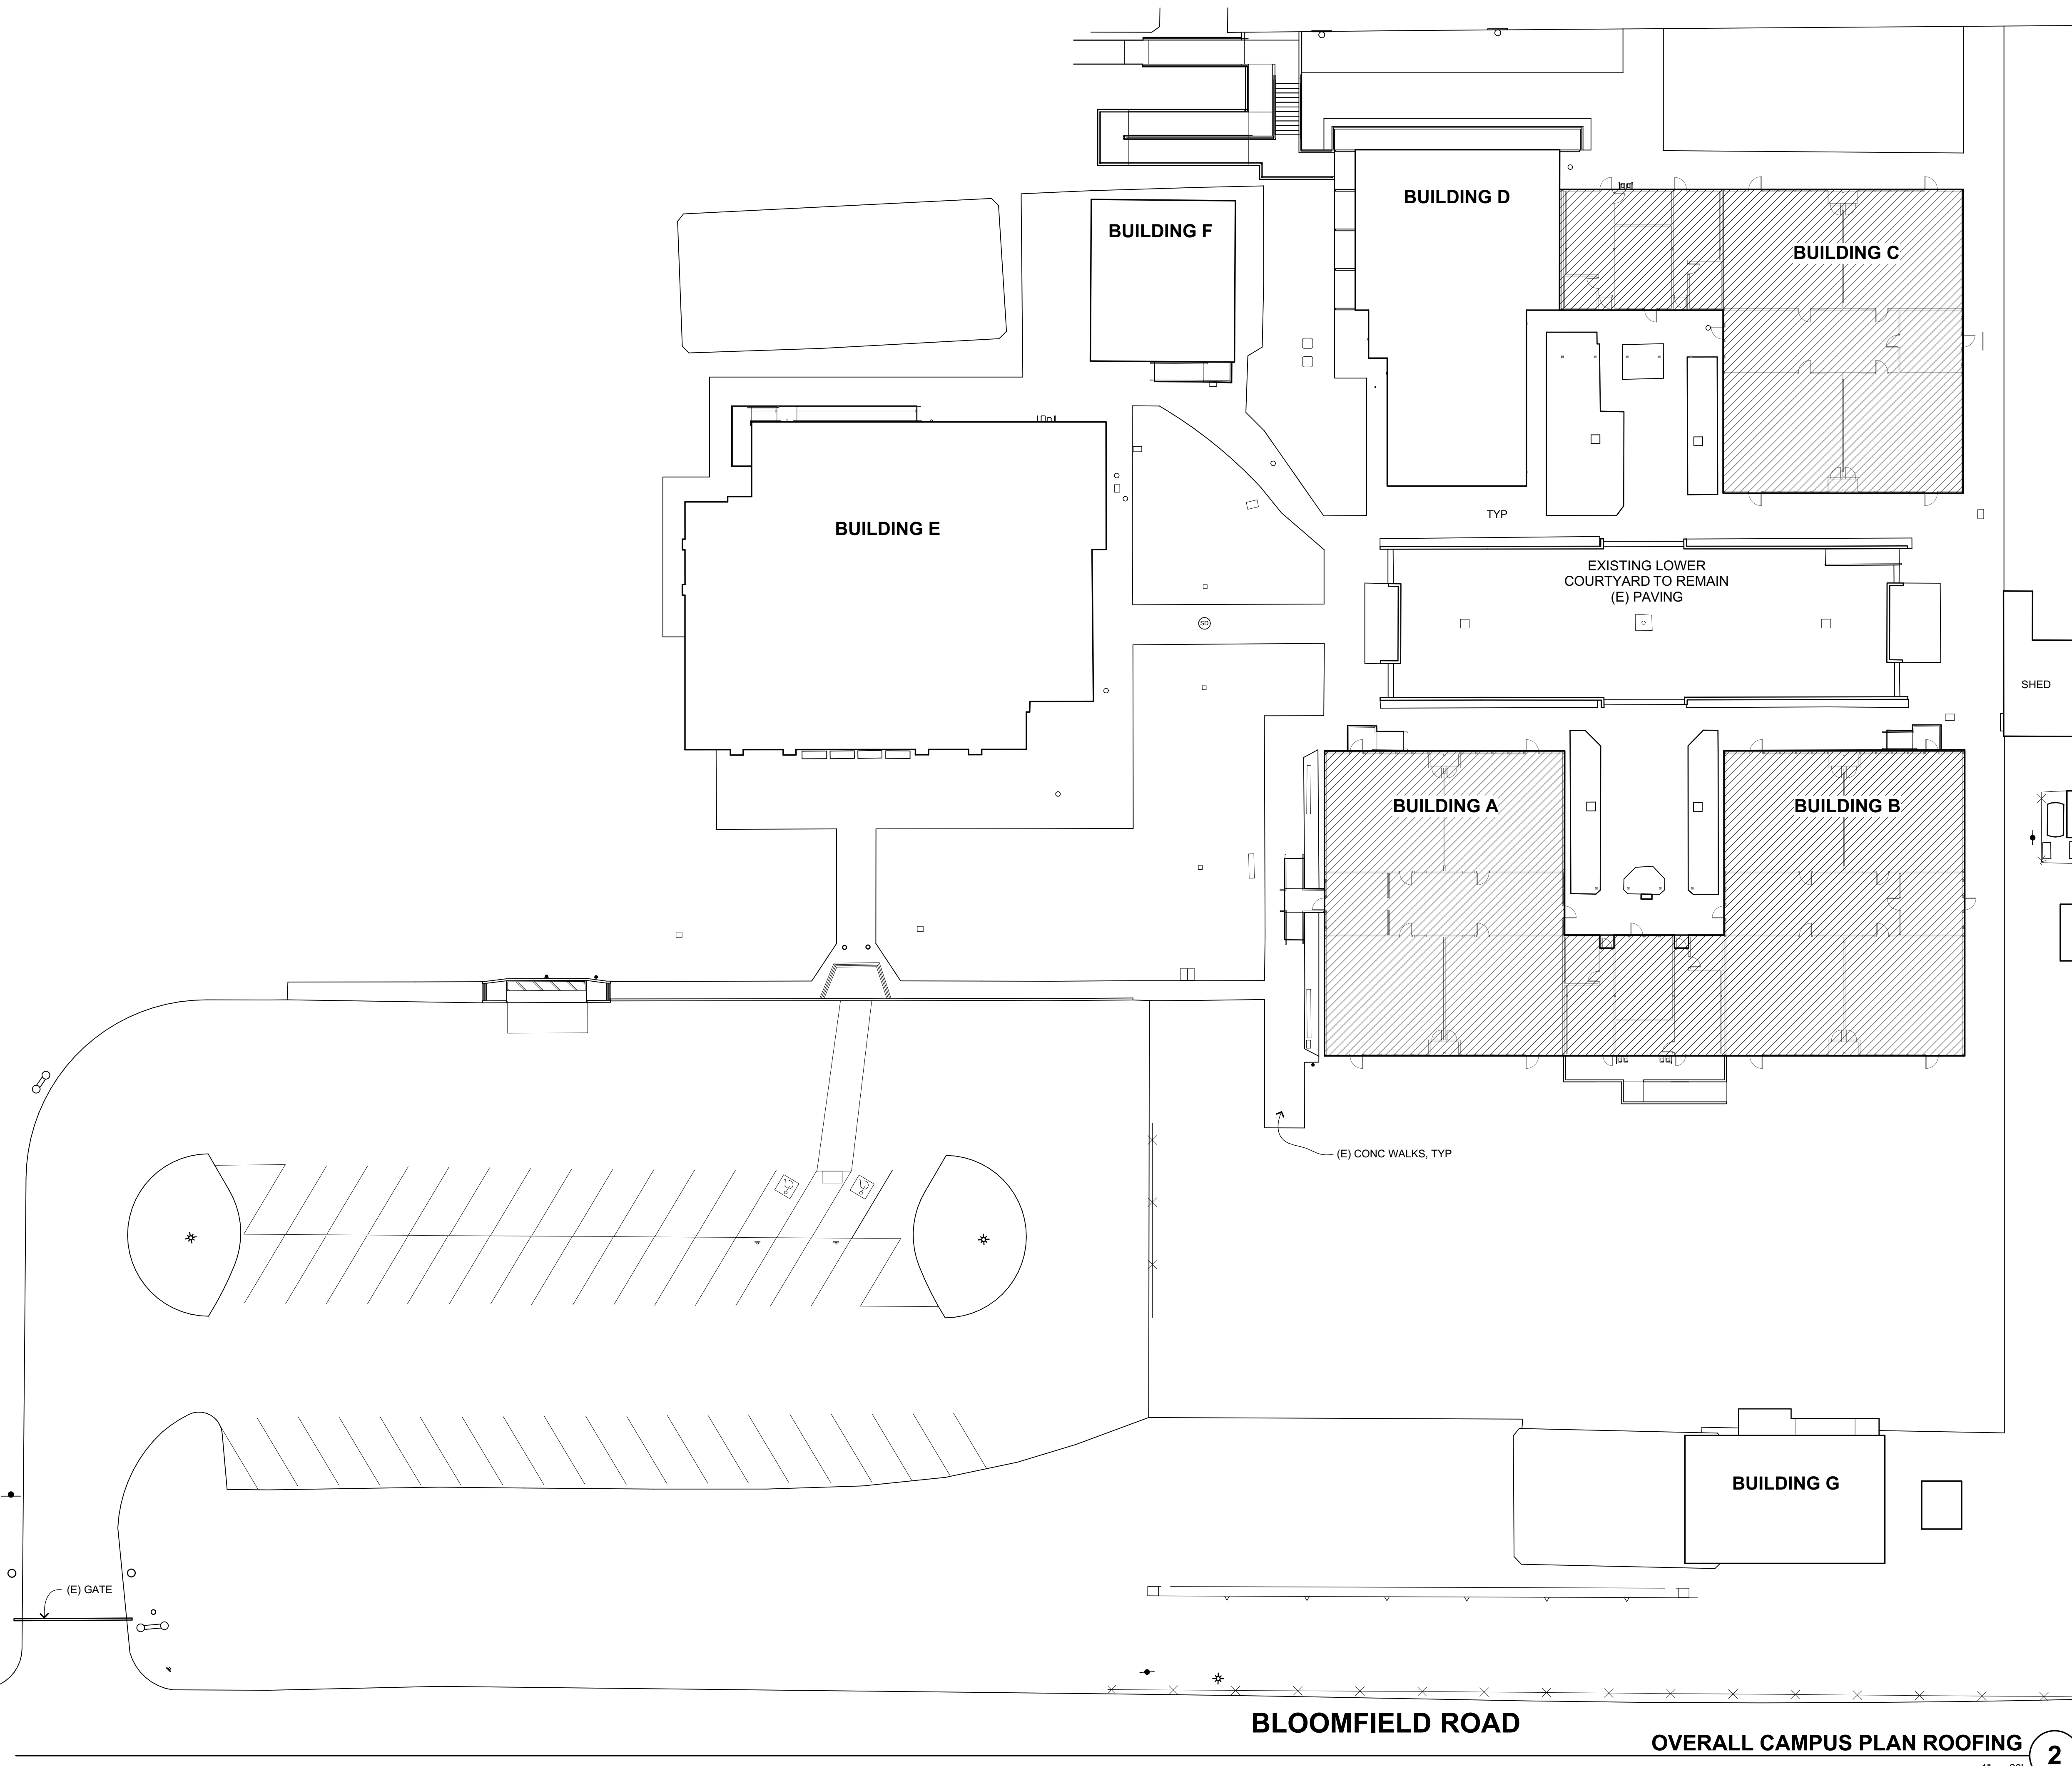 BUILDING D
BUILDING F
BUILDING C
BUILDING E
TYP
EXISTING LOWER
COURTYARD TO REMAIN
(E) PAVING
SD
SHED
BUILDING A
BUILDING B
(E) CONC WALKS, TYP
BUILDING G
(E) GATE
BLOOMFIELD ROAD
OVERALL CAMPUS PLAN ROOFING
2